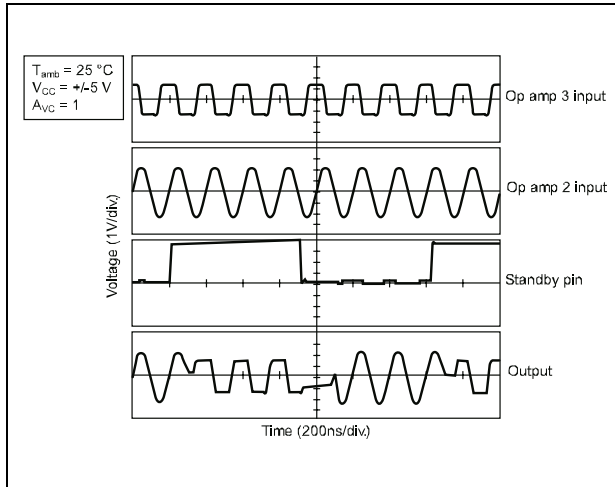 Tamb = 25 °C
VCC = +/-5 V
AVC = 1
Op amp 3 input
Op amp 2 input
Standby pin
Output
Voltage (1V/div.)
Time (200ns/div.)